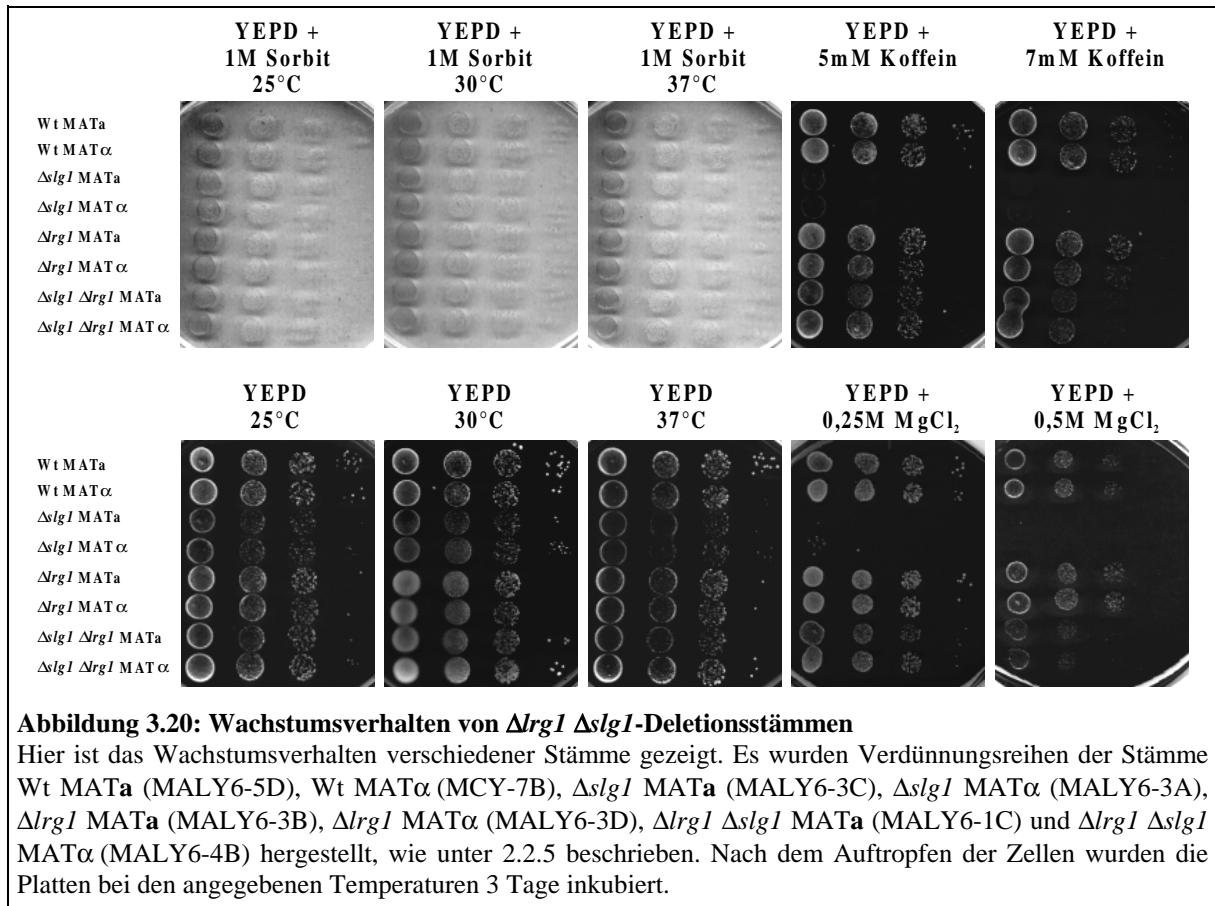 YEPD + 1M Sorbit 25°C
YEPD + 1M Sorbit 30°C
YEPD + 1M Sorbit 37°C
YEPD + 5mM Koffein
YEPD + 7mM Koffein
Wt MATa
Wt MATα
Δslg1 MATa
Δslg1 MATα
Δlrg1 MATa
Δlrg1 MATα
Δslg1 Δlrg1 MATa
Δslg1 Δlrg1 MATα
YEPD 25°C
YEPD 30°C
YEPD 37°C
YEPD + 0,25M MgCl₂
YEPD + 0,5M MgCl₂
Wt MATa
Wt MATα
Δslg1 MATa
Δslg1 MATα
Δlrg1 MATa
Δlrg1 MATα
Δslg1 Δlrg1 MATa
Δslg1 Δlrg1 MATα
Abbildung 3.20: Wachstumsverhalten von Δlrg1 Δslg1-Deletionsstämmen
Hier ist das Wachstumsverhalten verschiedener Stämme gezeigt. Es wurden Verdünnungsreihen der Stämme
Wt MATa (MALY6-5D), Wt MATα (MCY-7B), Δslg1 MATa (MALY6-3C), Δslg1 MATα (MALY6-3A),
Δlrg1 MATa (MALY6-3B), Δlrg1 MATα (MALY6-3D), Δlrg1 Δslg1 MATa (MALY6-1C) und Δlrg1 Δslg1
MATα (MALY6-4B) hergestellt, wie unter 2.2.5 beschrieben. Nach dem Auftropfen der Zellen wurden die
Platten bei den angegebenen Temperaturen 3 Tage inkubiert.